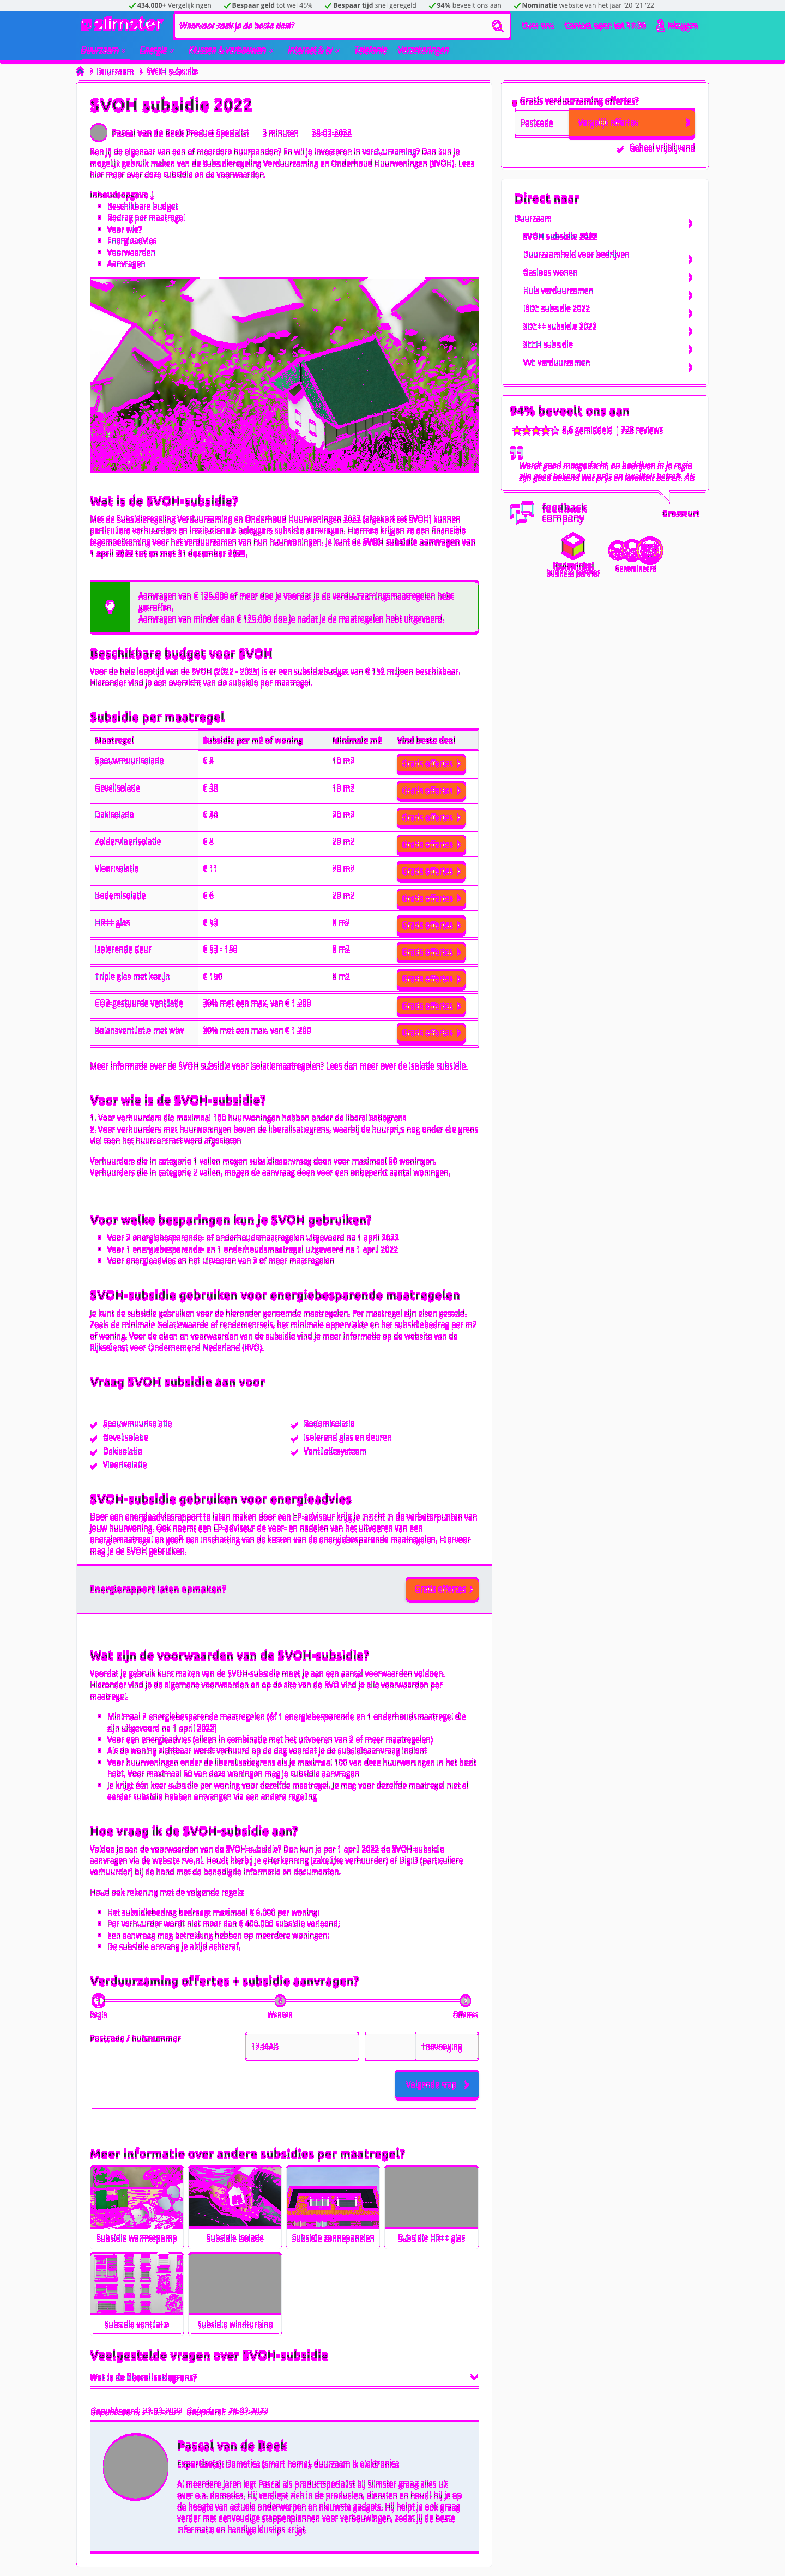 434.000+ Vergelijkingen Bespaar geld tot wel 45% Bespaar tijd snel geregeld 94% beveelt ons aan Nominatie website van het jaar '20 '21 '22
slimster Waarvoor zoek je de beste deal? Over ons Contact open tot 17:30 Inloggen
Duurzaam Energie Internet & tv Telefonie Verzekeringen
Duurzaam SVOH subsidie
SVOH subsidie 2022
Pascal van de Beek Product Specialist 3 minuten 28-03-2022
Ben jij de eigenaar van een of meerdere huurpanden? En wil je investeren in verduurzaming? Dan kun je
mogelijk gebruik maken van de Subsidieregeling Verduurzaming en Onderhoud Huurwoningen (SVOH). Lees
hier meer over deze subsidie en de voorwaarden.
Inhoudsopgave
Beschikbare budget
Bedrag per maatregel
Voor wie?
Energieadvies
Voorwaarden
Aanvragen
Wat is de SVOH-subsidie?
Met de Subsidieregeling Verduurzaming en Onderhoud Huurwoningen 2022 (afgekort tot SVOH) kunnen
particuliere verhuurders en institutionele beleggers subsidie aanvragen. Hiermee krijgen ze een financiële
tegemoetkoming voor het verduurzamen van hun huurwoningen. Je kunt de SVOH subsidie aanvragen van
1 april 2022 tot en met 31 december 2025.
Aanvragen van € 125.000 of meer doe je voordat je de verduurzamingsmaatregelen hebt
getroffen.
Aanvragen van minder dan € 125.000 doe je nadat je de maatregelen hebt uitgevoerd.
Beschikbare budget voor SVOH
Voor de hele looptijd van de SVOH (2022 - 2025) is er een subsidiebudget van € 152 miljoen beschikbaar.
Hieronder vind je een overzicht van de subsidie per maatregel.
Subsidie per maatregel
Maatregel Subsidie per m2 of woning Minimale m2 Vind beste deal
Spouwmuurisolatie € 8 10 m2 Gratis offertes
Gevelisolatie € 38 10 m2 Gratis offertes
Dakisolatie € 30 20 m2 Gratis offertes
Zoldervloerisolatie € 8 20 m2 Gratis offertes
Vloerisolatie € 11 20 m2 Gratis offertes
Bodemisolatie € 6 20 m2 Gratis offertes
HR++ glas € 53 8 m2 Gratis offertes
Isolerende deur € 53 - 150 8 m2 Gratis offertes
Triple glas met kozijn € 150 8 m2 Gratis offertes
CO2-gestuurde ventilatie 30% met een max. van € 1.200 Gratis offertes
Balansventilatie met wtw 30% met een max. van € 1.200 Gratis offertes
Meer informatie over de SVOH subsidie voor isolatiemaatregelen? Lees dan meer over de isolatie subsidie.
Voor wie is de SVOH-subsidie?
1. Voor verhuurders die maximaal 100 huurwoningen hebben onder de liberalisatiegrens
2. Voor verhuurders met huurwoningen boven de liberalisatiegrens, waarbij de huurprijs nog onder die grens
viel toen het huurcontract werd afgesloten
Verhuurders die in categorie 1 vallen mogen subsidieaanvraag doen voor maximaal 50 woningen.
Verhuurders die in categorie 2 vallen, mogen de aanvraag doen voor een onbeperkt aantal woningen.
Voor welke besparingen kun je SVOH gebruiken?
Voor 2 energiebesparende- of onderhoudsmaatregelen uitgevoerd na 1 april 2022
Voor 1 energiebesparende- en 1 onderhoudsmaatregel uitgevoerd na 1 april 2022
Voor energieadvies en het uitvoeren van 2 of meer maatregelen
SVOH-subsidie gebruiken voor energiebesparende maatregelen
Je kunt de subsidie gebruiken voor de hieronder genoemde maatregelen. Per maatregel zijn eisen gesteld.
Zoals de minimale isolatiewaarde of rendementseis, het minimale oppervlakte en het subsidiebedrag per m2
of woning. Voor de eisen en voorwaarden van de subsidie vind je meer informatie op de website van de
Rijksdienst voor Ondernemend Nederland (RVO).
Vraag SVOH subsidie aan voor
Spouwmuurisolatie
Gevelisolatie
Dakisolatie
Vloerisolatie
Bodemisolatie
Isolerend glas en deuren
Ventilatiesysteem
SVOH-subsidie gebruiken voor energieadvies
Door een energieadviesrapport te laten maken door een EP-adviseur krijg je inzicht in de verbeterpunten van
jouw huurwoning. Ook noemt een EP-adviseur de voor- en nadelen van het uitvoeren van een
energiemaatregel en geeft een inschatting van de kosten van de energiebesparende maatregelen. Hiervoor
mag je de SVOH gebruiken.
Energierapport laten opmaken? Gratis offertes
Wat zijn de voorwaarden van de SVOH-subsidie?
Voordat je gebruik kunt maken van de SVOH-subsidie moet je aan een aantal voorwaarden voldoen.
Hieronder vind je de algemene voorwaarden en op de site van de RVO vind je alle voorwaarden per
maatregel.
Minimaal 2 energiebesparende maatregelen (óf 1 energiebesparende en 1 onderhoudsmaatregel die
zijn uitgevoerd na 1 april 2022)
Voor een energieadvies (alleen in combinatie met het uitvoeren van 2 of meer maatregelen)
Als de woning zichtbaar wordt verhuurd op de dag voordat je de subsidieaanvraag indient
Voor huurwoningen onder de liberalisatiegrens als je maximaal 100 van deze huurwoningen in het bezit
hebt. Voor maximaal 50 van deze woningen mag je subsidie aanvragen
Je krijgt één keer subsidie per woning voor dezelfde maatregel. Je mag voor dezelfde maatregel niet al
eerder subsidie hebben ontvangen via een andere regeling
Hoe vraag ik de SVOH-subsidie aan?
Voldoe je aan de voorwaarden van de SVOH-subsidie? Dan kun je per 1 april 2022 de SVOH-subsidie
aanvragen via de website rvo.nl. Houdt hierbij je eHerkenning (zakelijke verhuurder) of DigiD (particuliere
verhuurder) bij de hand met de benodigde informatie en documenten.
Houd ook rekening met de volgende regels:
Het subsidiebedrag bedraagt maximaal € 6.000 per woning;
Per verhuurder wordt niet meer dan € 400.000 subsidie verleend;
Een aanvraag mag betrekking hebben op meerdere woningen;
De subsidie ontvang je altijd achteraf.
Verduurzaming offertes + subsidie aanvragen?
Regio Wensen Offertes
Postcode / huisnummer 1234AB Toevoeging
Meer informatie over andere subsidies per maatregel?
Subsidie warmtepomp Subsidie isolatie Subsidie zonnepanelen Subsidie HR++ glas
Subsidie ventilatie Subsidie windturbine
Veelgestelde vragen over SVOH-subsidie
Wat is de liberalisatiegrens?
Gepubliceerd: 23-03-2022 Geüpdatet: 28-03-2022
Pascal van de Beek
Expertise(s): Domotica (smart home), duurzaam & elektronica
Al meerdere jaren legt Pascal als productspecialist bij Slimster graag alles uit
over o.a. domotica. Hij verdiept zich in de producten, diensten en houdt hij je op
de hoogte van actuele onderwerpen en nieuwste gadgets. Hij helpt je ook graag
verder met eenvoudige stappenplannen voor verbouwingen, zodat jij de beste
informatie en handige klustips krijgt.
Gratis verduurzaming offertes?
Postcode Vergelijk offertes
Geheel vrijblijvend
Direct naar
Duurzaam
SVOH subsidie 2022
Duurzaamheid voor bedrijven
Gasloos wonen
Huis verduurzamen
ISDE subsidie 2022
SDE++ subsidie 2022
SEEH subsidie
VvE verduurzamen
94% beveelt ons aan
8.6 gemiddeld | 728 reviews
Wordt goed meegedacht, en bedrijven in je regio
zijn goed bekend wat prijs en kwaliteit betreft. Als
feedback
company
Grasscurt
thuiswinkel
business partner
Genomineerd